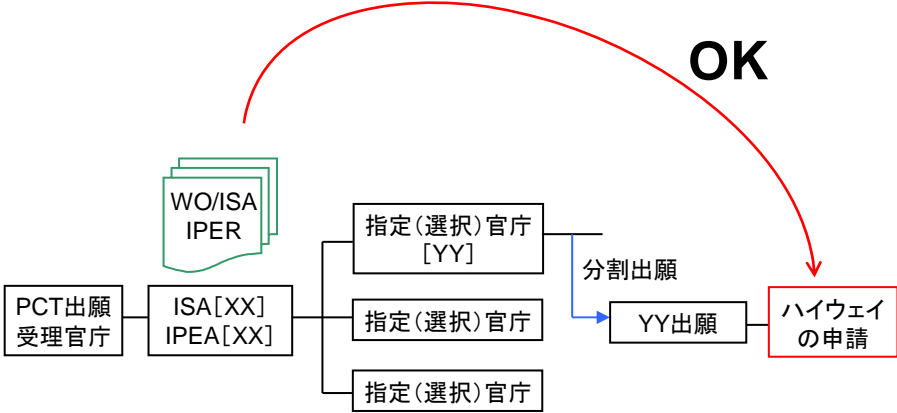 OK
WO/ISA
IPER
指定(選択)官庁
[YY]
分割出願
PCT出願
受理官庁
ISA[XX]
IPEA[XX]
指定(選択)官庁
YY出願
ハイウェイ
の申請
指定(選択)官庁